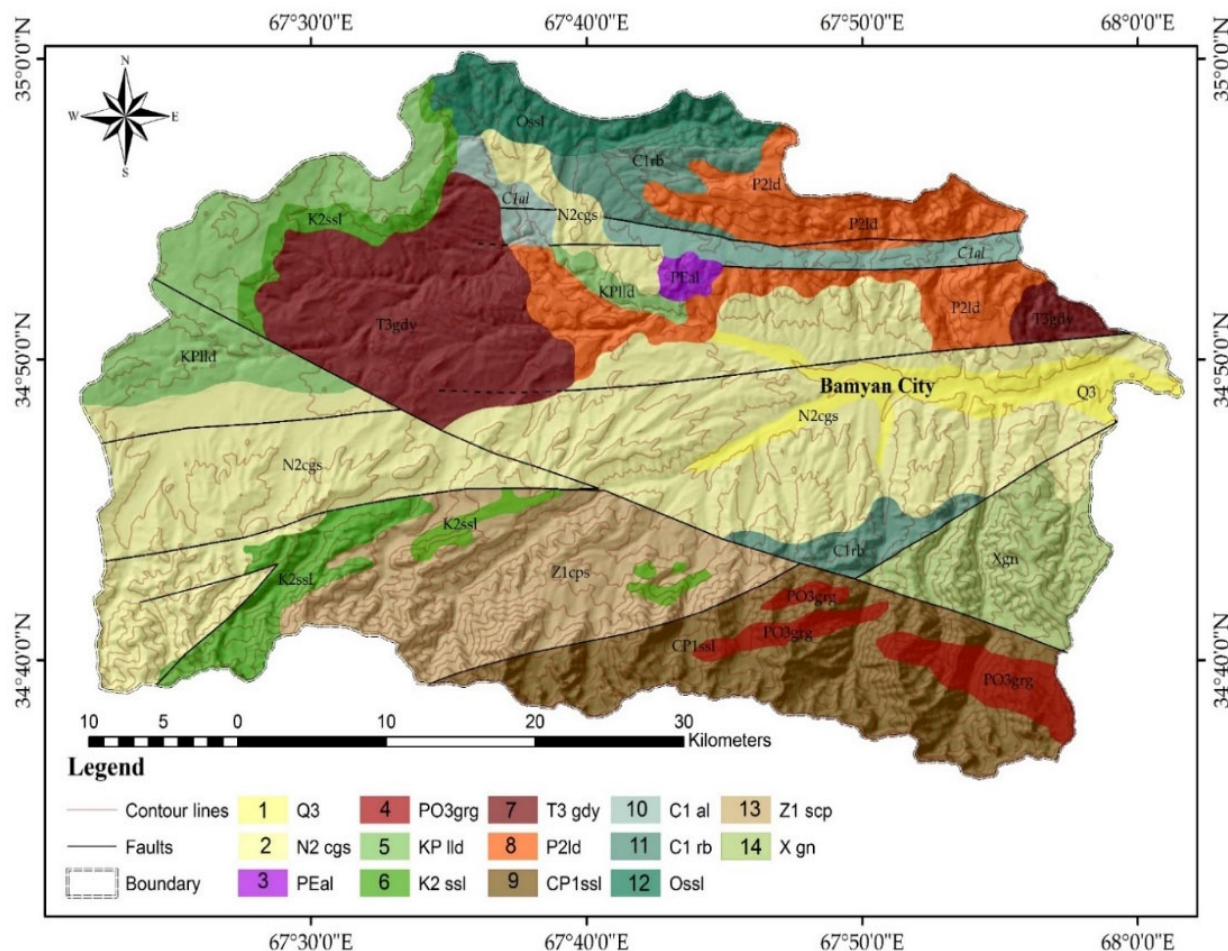 67°30'0"E 67°40'0"E 67°50'0"E 68°0'0"E
35°0'0"N 35°0'0"N
N
W E
S
Ossl
C1rb
P2ld
C1al
K2ssl
N2cgs
P2ld
C1al
PEal
KPlld
P2ld
T3gdy
T3gdy
34°50'0"N 34°50'0"N
KPlld
Bamyan City
Q3
N2cgs
N2cgs
K2ssl
C1rb
Xgn
Z1cps
K2ssl
PO3grg
PO3grg
CP1ssl
34°40'0"N 34°40'0"N
PO3grg
10 5 0 10 20 30
Kilometers
Legend
Contour lines 1 Q3 4 PO3grg 7 T3 gdy 10 C1 al 13 Z1 scp
Faults 2 N2 cgs 5 KP lld 8 P2ld 11 C1 rb 14 X gn
Boundary 3 PEal 6 K2 ssl 9 CP1ssl 12 Ossl
67°30'0"E 67°40'0"E 67°50'0"E 68°0'0"E